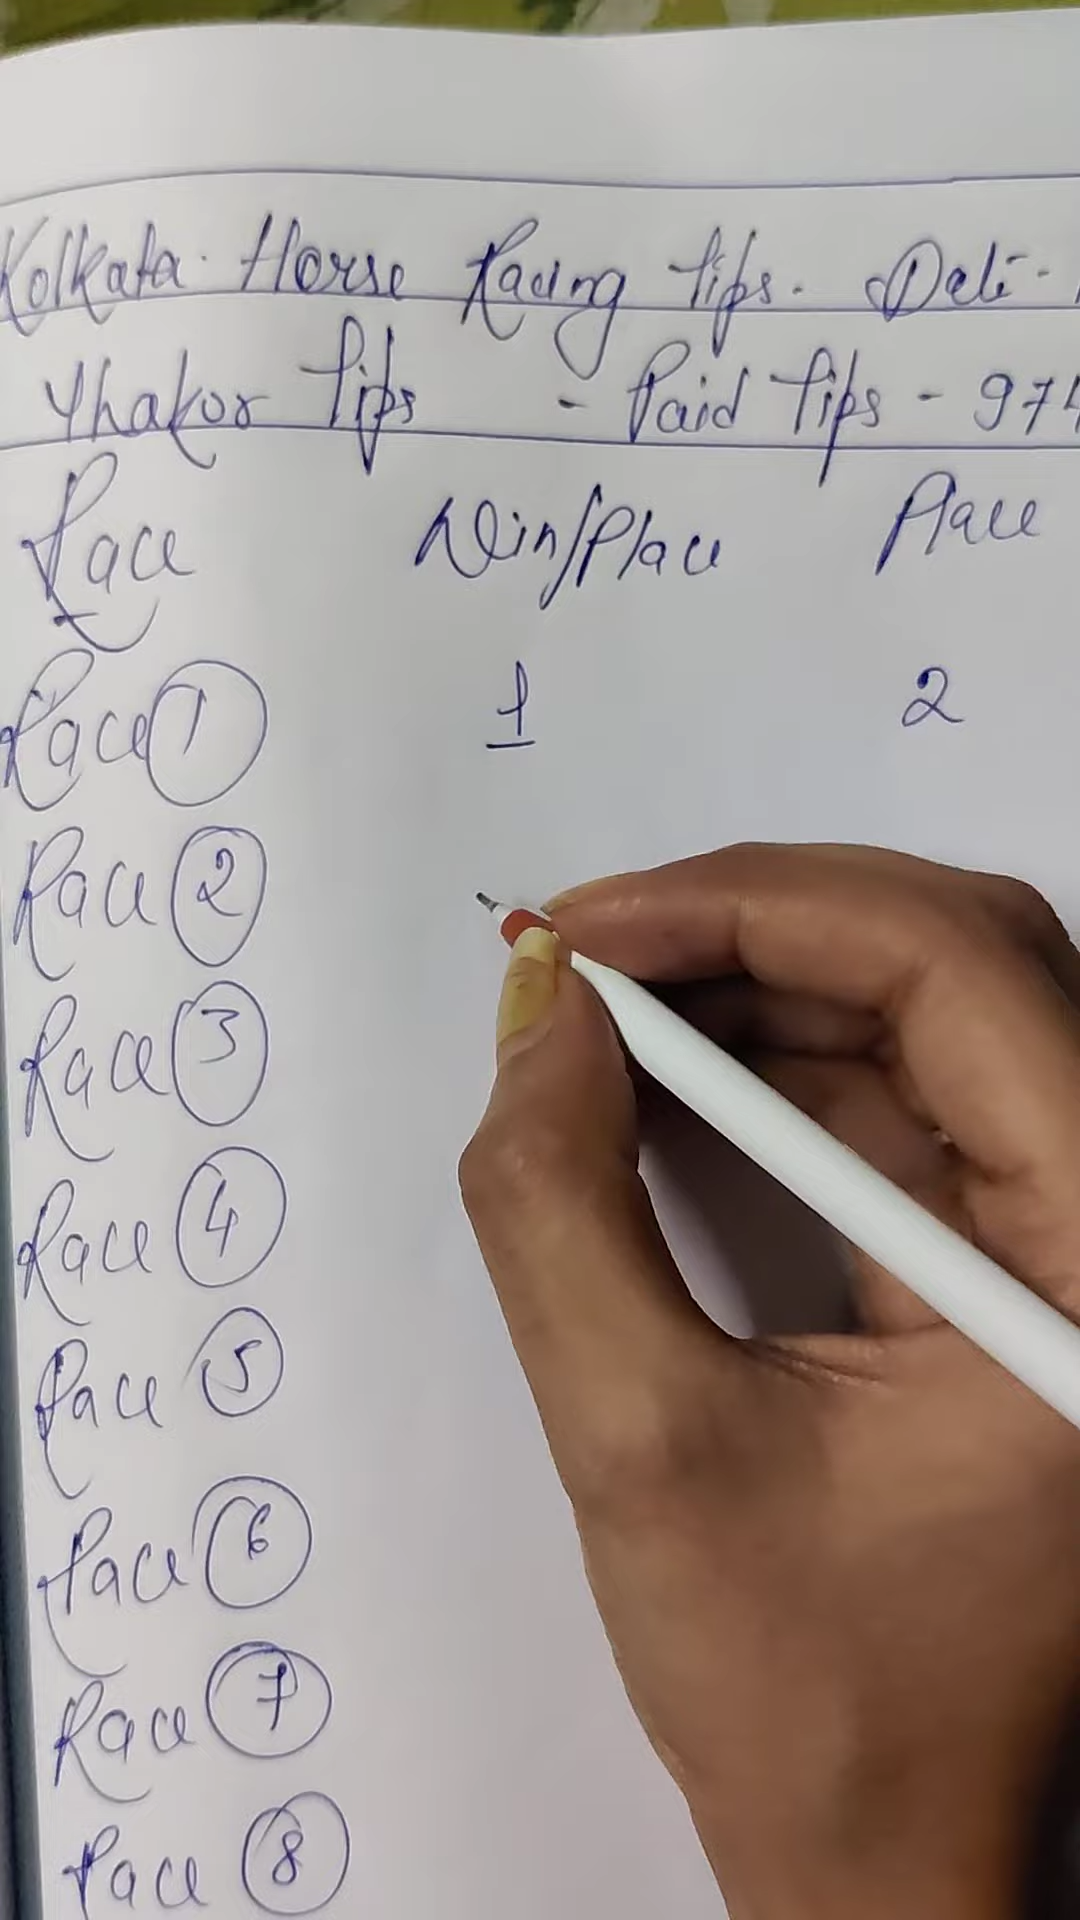 Kolkata. Horse Racing Tips. Date-
Thakor Tips - Paid Tips - 974
Race Win/Place Place
Race 1 1 2
Race 2
Race 3
Race 4
Race 5
Race 6
Race 7
Race 8